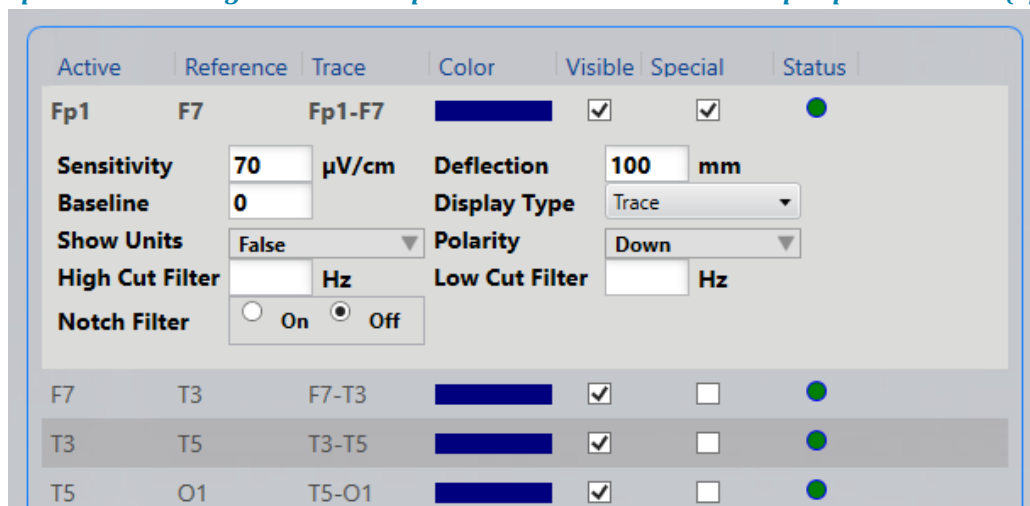 Active Reference Trace Color Visible Special Status
Fp1 F7 Fp1-F7
Sensitivity 70 µV/cm Deflection 100 mm
Baseline 0 Display Type Trace
Show Units False Polarity Down
High Cut Filter Hz Low Cut Filter Hz
Notch Filter On Off
F7 T3 F7-T3
T3 T5 T3-T5
T5 O1 T5-O1